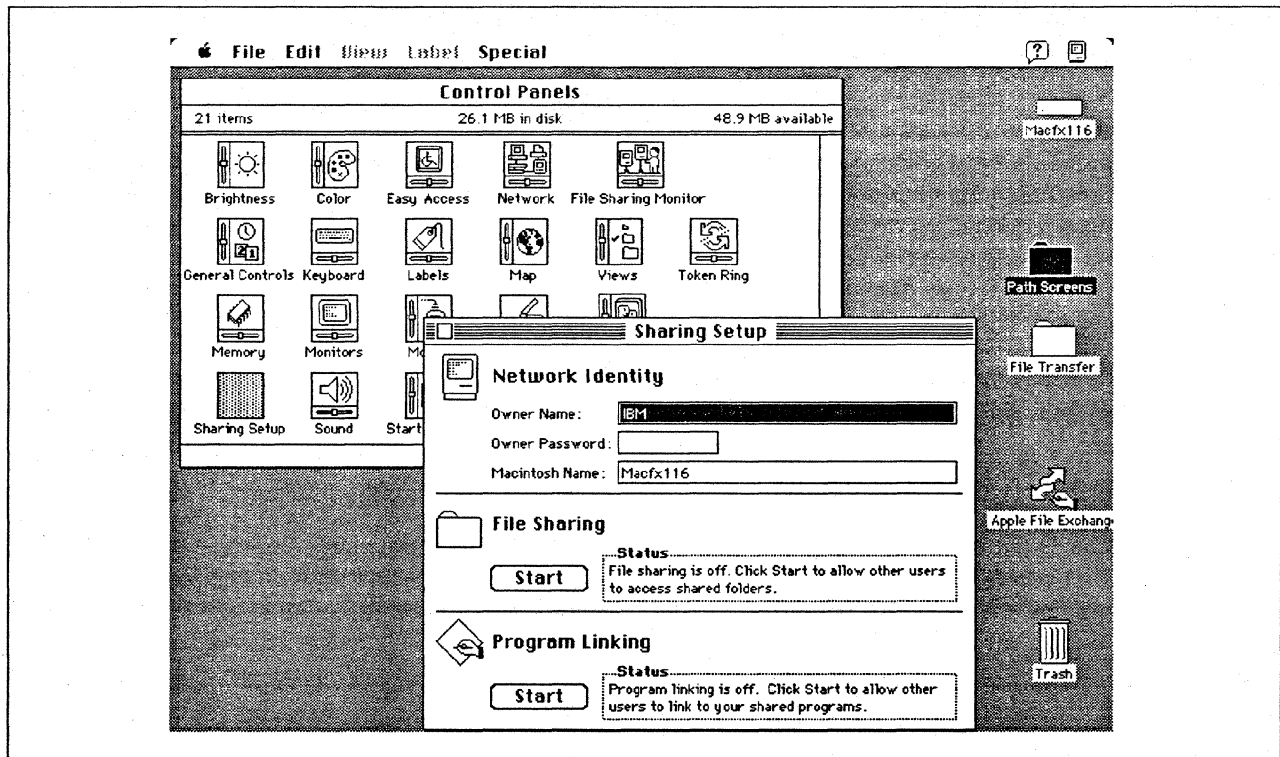 File Edit View Label Special
Control Panels
21 items 26.1 MB in disk 48.9 MB available
Macfx116
Brightness Color Easy Access Network File Sharing Monitor
General Controls Keyboard Labels Map Views Token Ring
Path Screens
Memory Monitors Mo
File Transfer
Sharing Setup Sound Start
Sharing Setup
Network Identity
Owner Name: IBM
Owner Password:
Macintosh Name: Macfx116
Apple File Exchang
File Sharing
Start
Status
File sharing is off. Click Start to allow other users
to access shared folders.
Program Linking
Start
Status
Program linking is off. Click Start to allow other
users to link to your shared programs.
Trash